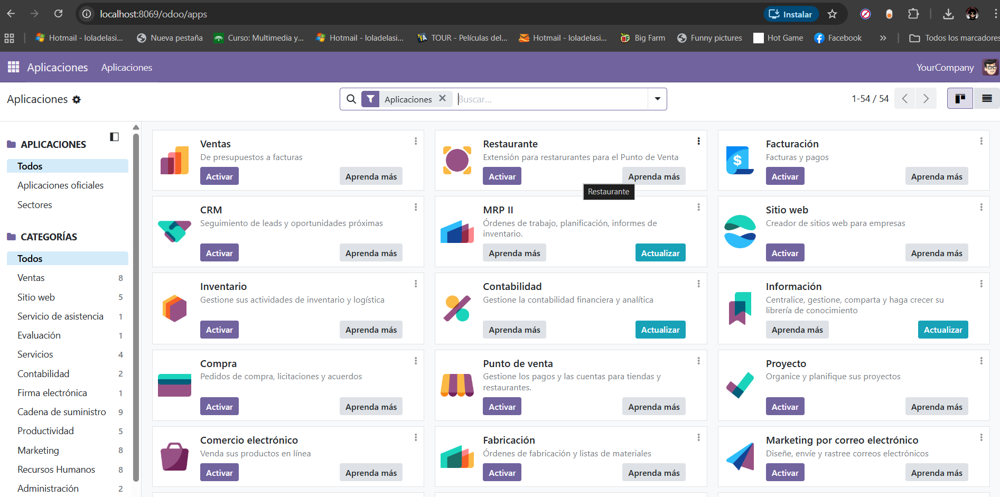 localhost:8069/odoo/apps
Instalar
Hotmail - loladelasi...
Nueva pestaña
Curso: Multimedia y...
Hotmail - loladelasi...
TOUR - Películas del...
Hotmail - loladelasi...
Big Farm
Funny pictures
Hot Game
Facebook
Todos los marcadores
Aplicaciones
Aplicaciones
YourCompany
Aplicaciones
Aplicaciones
Buscar...
1-54 / 54
APLICACIONES
Todos
Aplicaciones oficiales
Sectores
CATEGORÍAS
Todos
Ventas 8
Sitio web 5
Servicio de asistencia 1
Evaluación 1
Servicios 4
Contabilidad 2
Firma electrónica 1
Cadena de suministro 9
Productividad 5
Marketing 8
Recursos Humanos 8
Administración 2
Ventas
De presupuestos a facturas
Activar
Aprenda más
Restaurante
Extensión para restarurantes para el Punto de Venta
Activar
Aprenda más
Restaurante
Facturación
Facturas y pagos
Activar
Aprenda más
CRM
Seguimiento de leads y oportunidades próximas
Activar
Aprenda más
MRP II
Órdenes de trabajo, planificación, informes de
inventario.
Aprenda más
Actualizar
Sitio web
Creador de sitios web para empresas
Activar
Aprenda más
Inventario
Gestione sus actividades de inventario y logística
Activar
Aprenda más
Contabilidad
Gestione la contabilidad financiera y analítica
Aprenda más
Actualizar
Información
Centralice, gestione, comparta y haga crecer su
librería de conocimiento
Aprenda más
Actualizar
Compra
Pedidos de compra, licitaciones y acuerdos
Activar
Aprenda más
Punto de venta
Gestione los pagos y las cuentas para tiendas y
restaurantes.
Activar
Aprenda más
Proyecto
Organice y planifique sus proyectos
Activar
Aprenda más
Comercio electrónico
Venda sus productos en línea
Activar
Aprenda más
Fabricación
Órdenes de fabricación y listas de materiales
Activar
Aprenda más
Marketing por correo electrónico
Diseñe, envíe y rastree correos electrónicos
Activar
Aprenda más